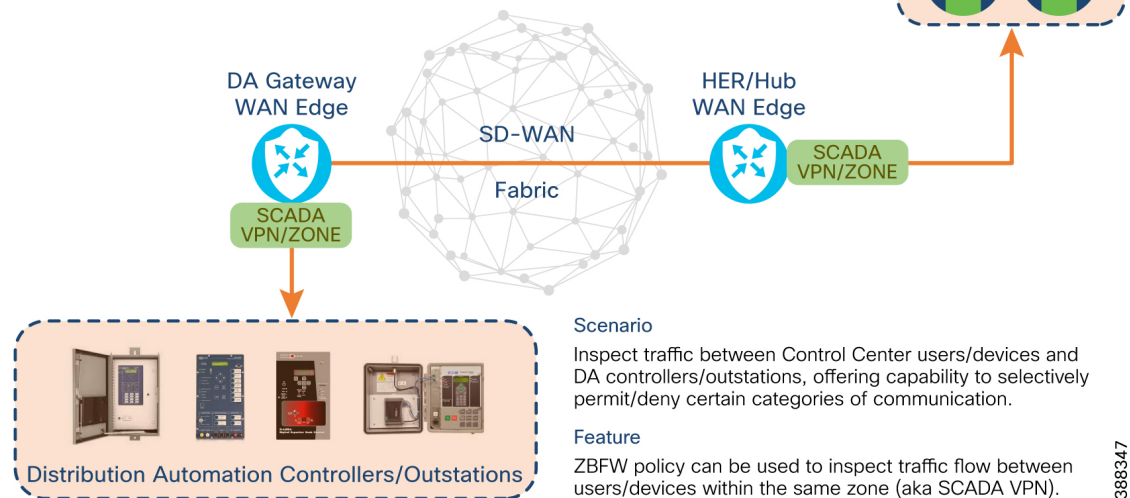 DA Gateway
WAN Edge
HER/Hub
WAN Edge
SD-WAN
Fabric
SCADA
VPN/ZONE
SCADA
VPN/ZONE
Distribution Automation Controllers/Outstations
Scenario
Inspect traffic between Control Center users/devices and
DA controllers/outstations, offering capability to selectively
permit/deny certain categories of communication.
Feature
ZBFW policy can be used to inspect traffic flow between
users/devices within the same zone (aka SCADA VPN).
388347